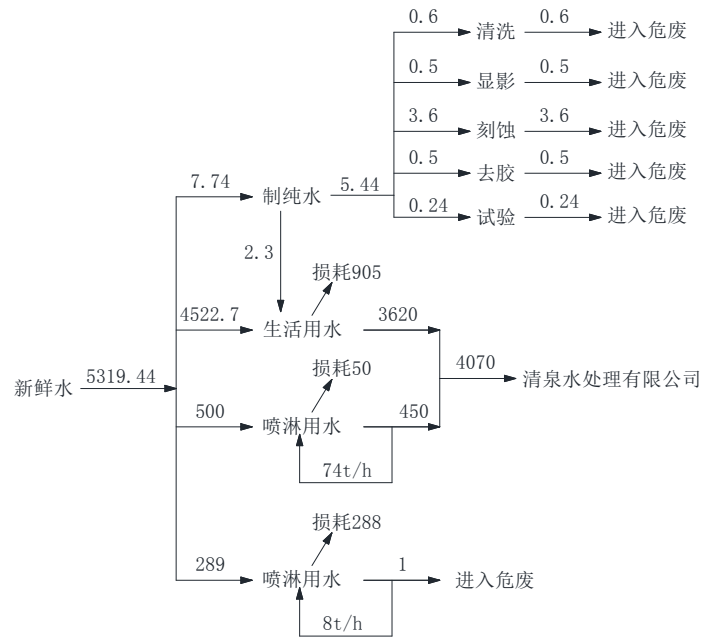 0.6 清洗 0.6 进入危废
0.5 显影 0.5 进入危废
3.6 刻蚀 3.6 进入危废
0.5 去胶 0.5 进入危废
7.74 制纯水 5.44
0.24 试验 0.24 进入危废
2.3
损耗905
4522.7 生活用水 3620
新鲜水 5319.44
损耗50
4070 清泉水处理有限公司
500 喷淋用水 450
74t/h
损耗288
289 喷淋用水 1 进入危废
8t/h